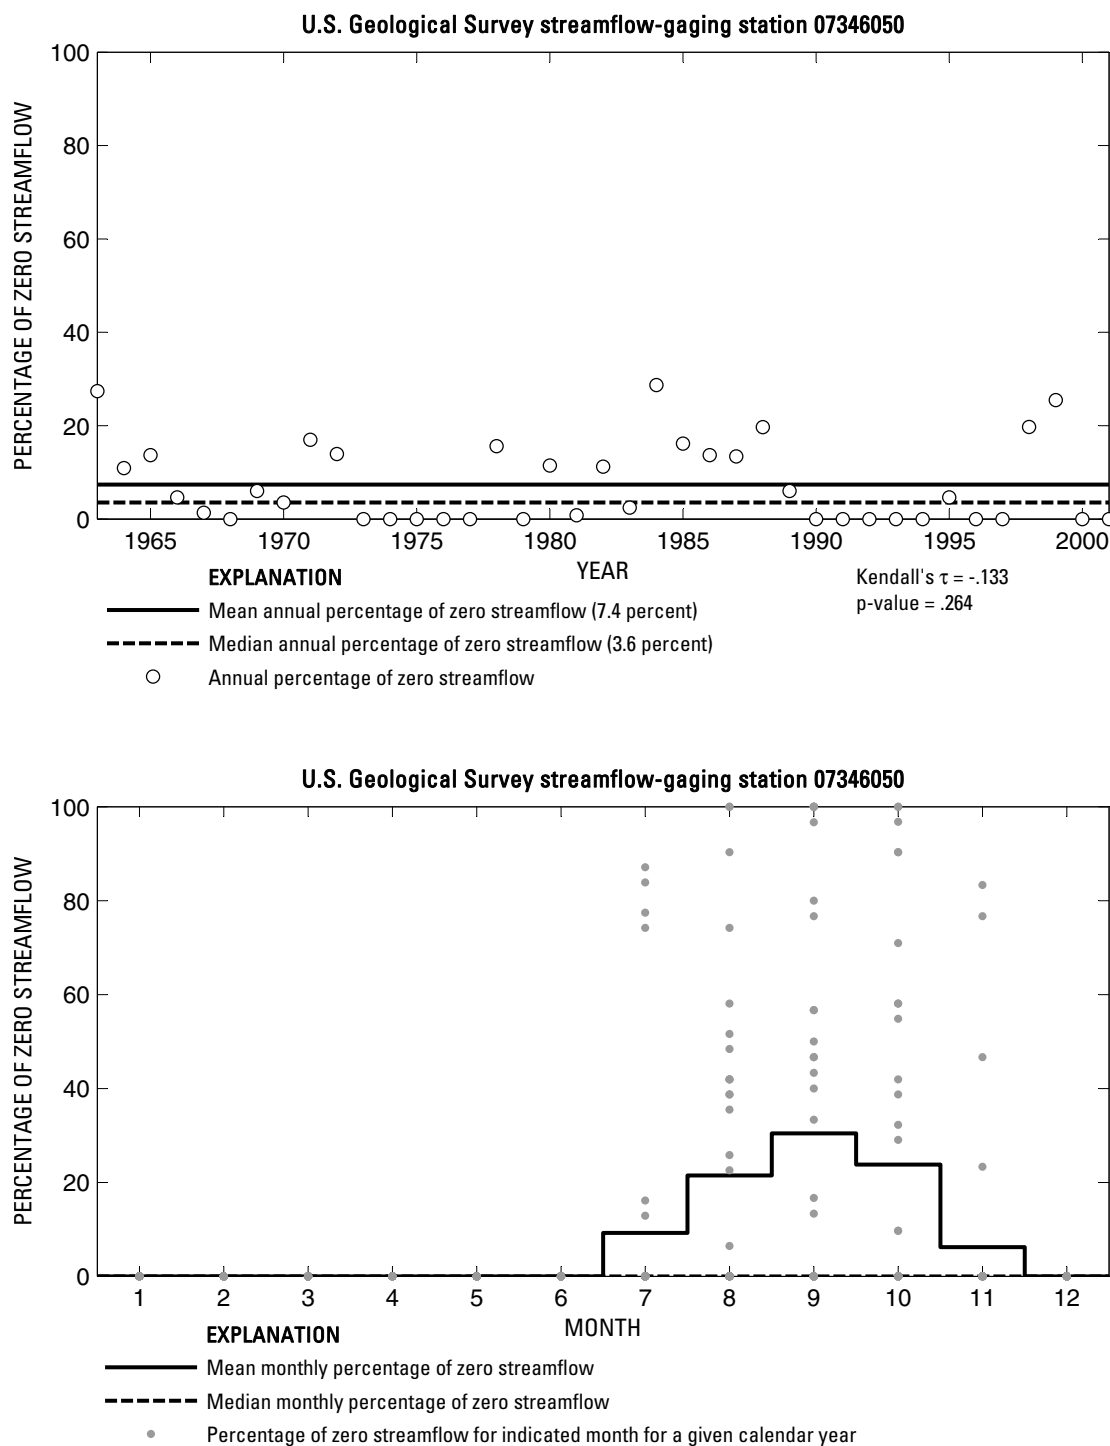 U.S. Geological Survey streamflow-gaging station 07346050
100
80
60
40
20
0
PERCENTAGE OF ZERO STREAMFLOW
1965 1970 1975 1980 1985 1990 1995 2000
YEAR
EXPLANATION
Mean annual percentage of zero streamflow (7.4 percent)
Median annual percentage of zero streamflow (3.6 percent)
Annual percentage of zero streamflow
Kendall's τ = -.133
p-value = .264
U.S. Geological Survey streamflow-gaging station 07346050
100
80
60
40
20
0
PERCENTAGE OF ZERO STREAMFLOW
1 2 3 4 5 6 7 8 9 10 11 12
MONTH
EXPLANATION
Mean monthly percentage of zero streamflow
Median monthly percentage of zero streamflow
Percentage of zero streamflow for indicated month for a given calendar year